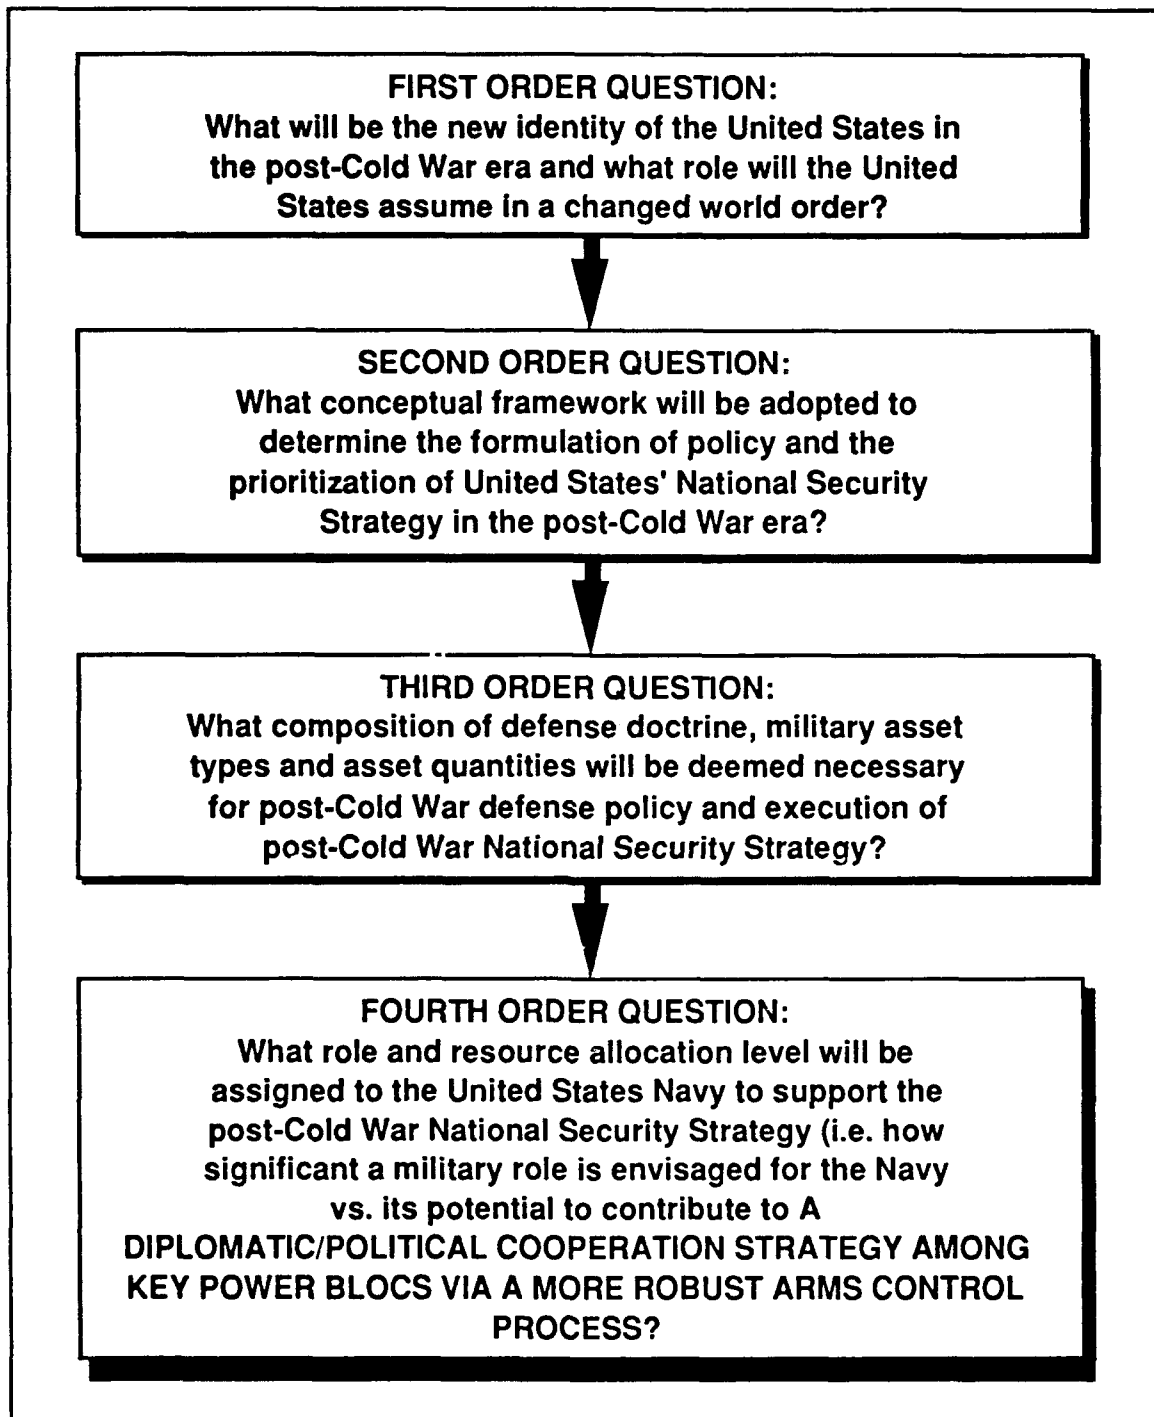 FIRST ORDER QUESTION:
What will be the new identity of the United States in
the post-Cold War era and what role will the United
States assume in a changed world order?
SECOND ORDER QUESTION:
What conceptual framework will be adopted to
determine the formulation of policy and the
prioritization of United States' National Security
Strategy in the post-Cold War era?
THIRD ORDER QUESTION:
What composition of defense doctrine, military asset
types and asset quantities will be deemed necessary
for post-Cold War defense policy and execution of
post-Cold War National Security Strategy?
FOURTH ORDER QUESTION:
What role and resource allocation level will be
assigned to the United States Navy to support the
post-Cold War National Security Strategy (i.e. how
significant a military role is envisaged for the Navy
vs. its potential to contribute to A
DIPLOMATIC/POLITICAL COOPERATION STRATEGY AMONG
KEY POWER BLOCS VIA A MORE ROBUST ARMS CONTROL
PROCESS?